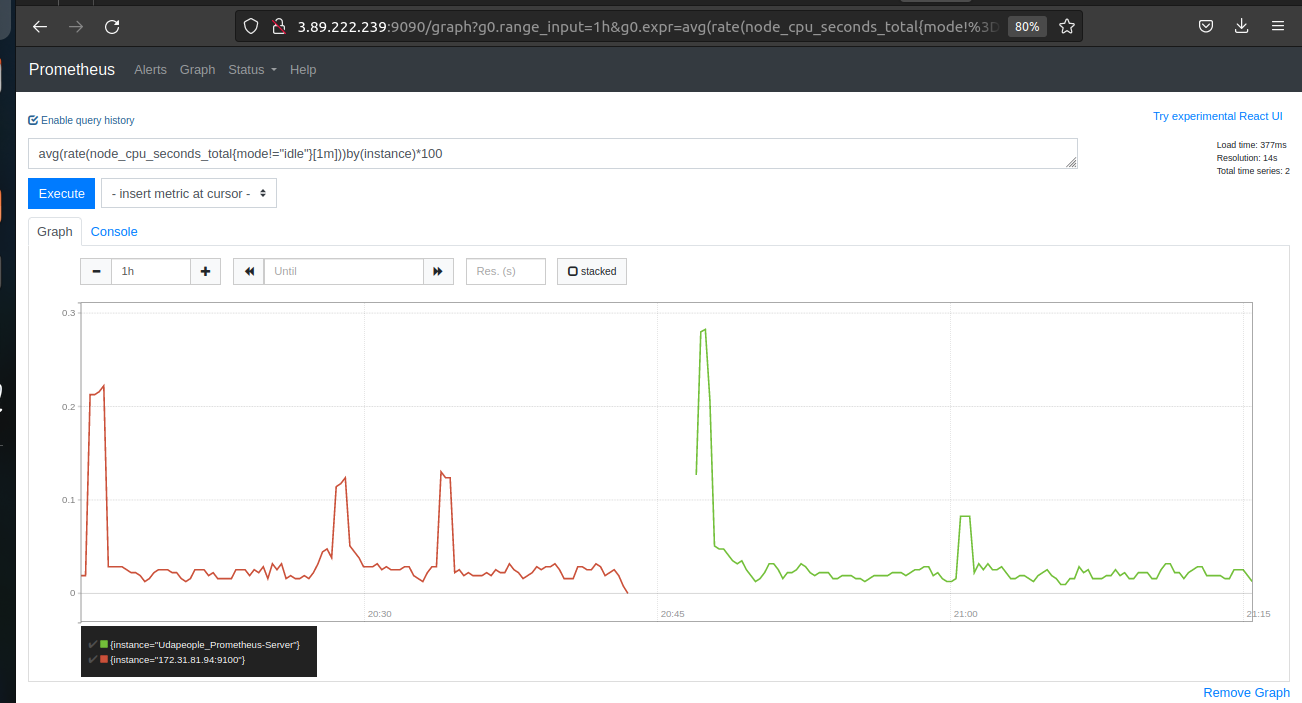 3.89.222.239:9090/graph?g0.range_input=1h&g0.expr=avg(rate(node_cpu_seconds_total{mode!%3D 80%
Prometheus Alerts Graph Status Help
Enable query history
Try experimental React UI
avg(rate(node_cpu_seconds_total{mode!="idle"}[1m]))by(instance)*100
Load time: 377ms
Resolution: 14s
Total time series: 2
Execute - insert metric at cursor -
Graph Console
1h Until Res. (s) stacked
0.3
0.2
0.1
0
20:30 20:45 21:00 21:15
{instance="Udapeople_Prometheus-Server"}
{instance="172.31.81.94:9100"}
Remove Graph